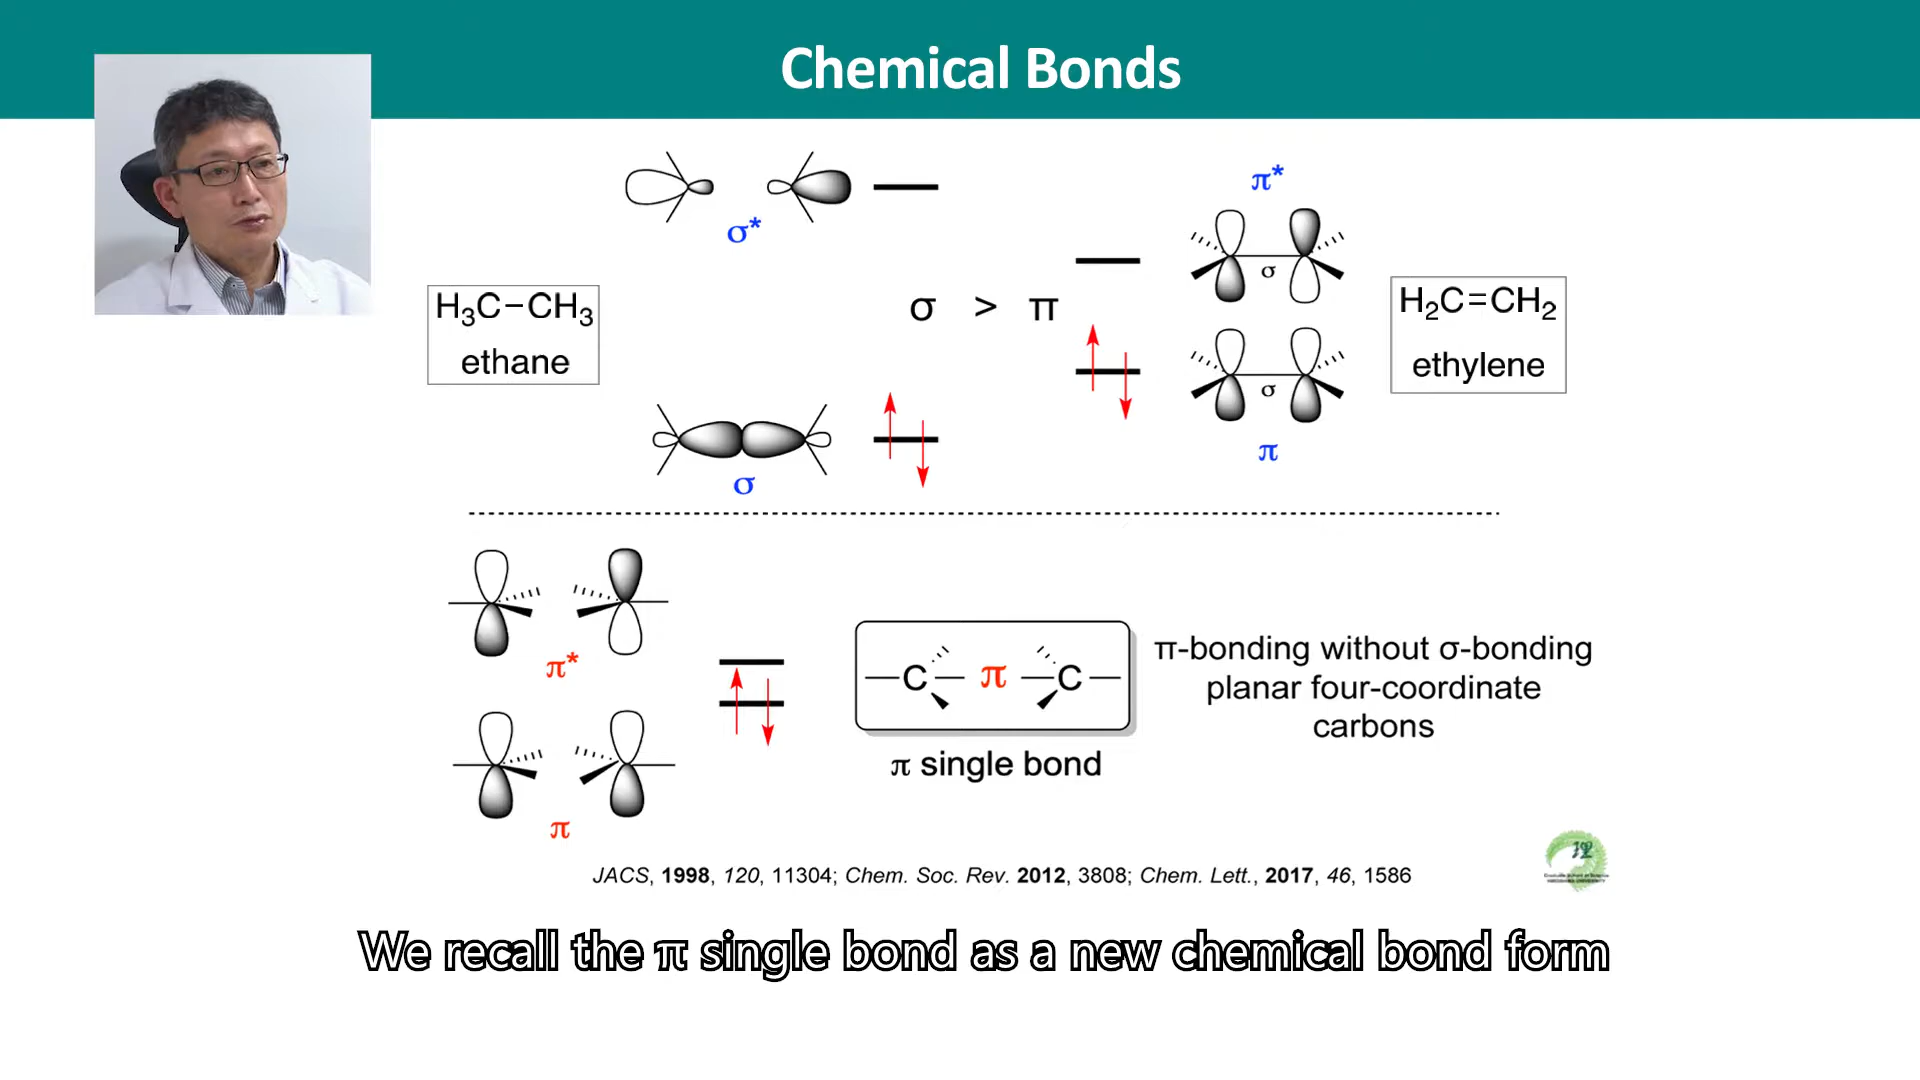 Chemical Bonds
σ*
π*
σ
H₃C−CH₃
ethane
σ > π
H₂C=CH₂
ethylene
σ
σ
π
π*
C π C
π-bonding without σ-bonding
planar four-coordinate
carbons
π single bond
π
理
JACS, 1998, 120, 11304; Chem. Soc. Rev. 2012, 3808; Chem. Lett., 2017, 46, 1586
We recall the π single bond as a new chemical bond form